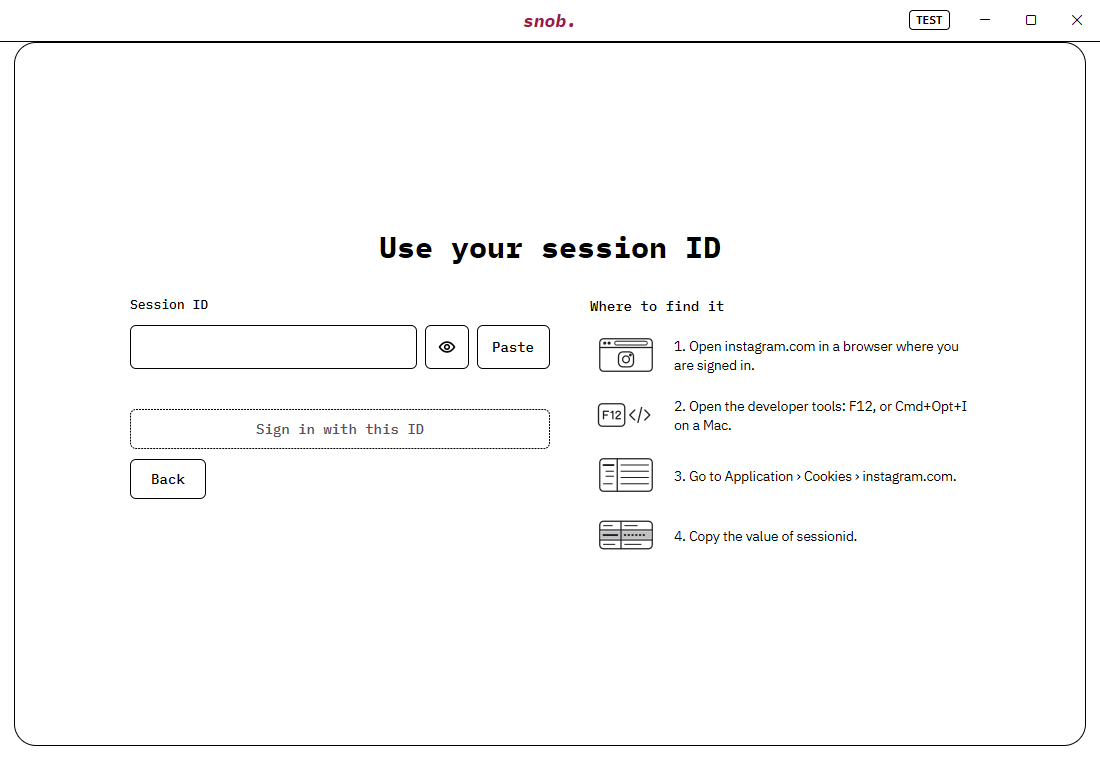 snob.
TEST
Use your session ID
Session ID
Paste
Sign in with this ID
Back
Where to find it
1. Open instagram.com in a browser where you
are signed in.
F12 </>
2. Open the developer tools: F12, or Cmd+Opt+I
on a Mac.
3. Go to Application › Cookies › instagram.com.
4. Copy the value of sessionid.